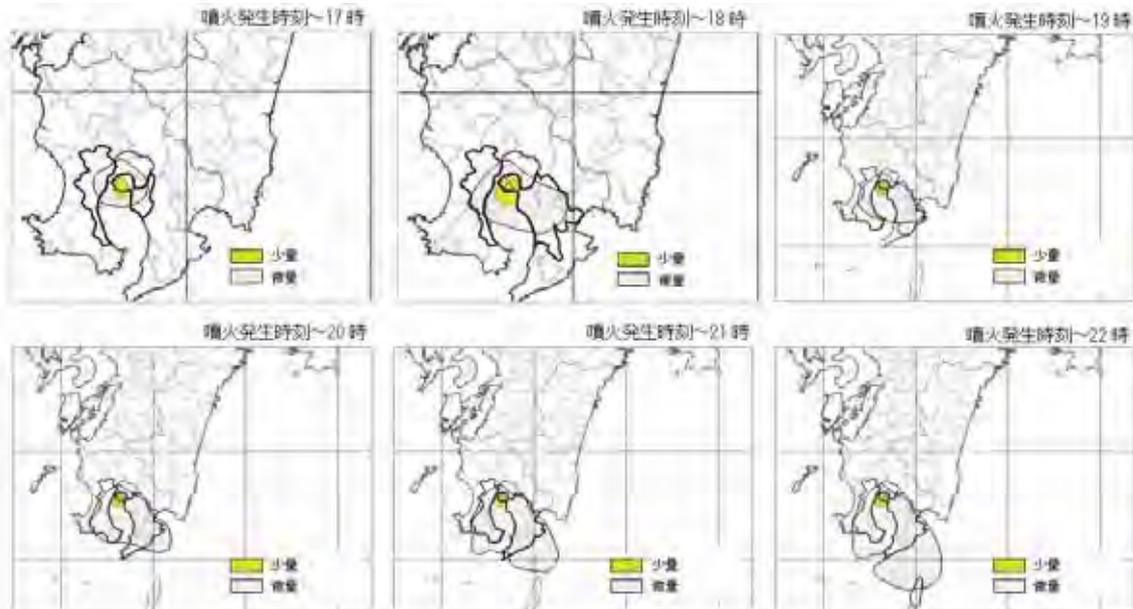 噴火発生時刻~17時
少量
微量
噴火発生時刻~18時
少量
微量
噴火発生時刻~19時
少量
微量
噴火発生時刻~20時
少量
微量
噴火発生時刻~21時
少量
微量
噴火発生時刻~22時
少量
微量